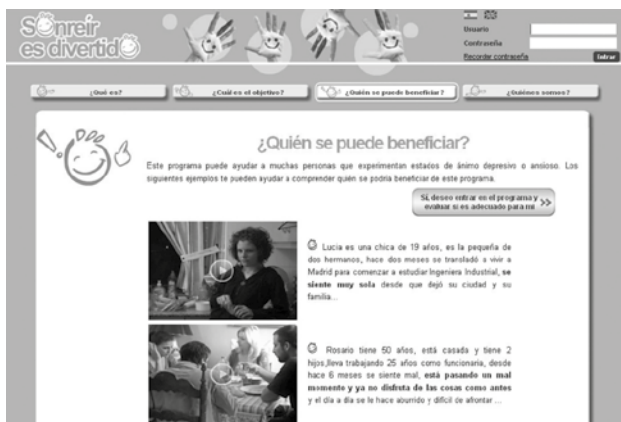 Sonreir
es divertido
Usuario
Contraseña
Recordar contraseña
Entrar
¿Qué es?
¿Cuál es el objetivo?
¿Quién se puede beneficiar?
¿Quiénes somos?
¿Quién se puede beneficiar?
Este programa puede ayudar a muchas personas que experimentan estados de ánimo depresivo o ansioso. Los
siguientes ejemplos te pueden ayudar a comprender quién se podría beneficiar de este programa.
Sí, deseo entrar en el programa y
evaluar si es adecuado para mí >>
Lucia es una chica de 19 años, es la pequeña de
dos hermanos, hace dos meses se transladó a vivir a
Madrid para comenzar a estudiar Ingeniera Industrial, se
siente muy sola desde que dejó su ciudad y su
familia...
Rosario tiene 50 años, está casada y tiene 2
hijos,lleva trabajando 25 años como funcionaria, desde
hace 6 meses se siente mal, está pasando un mal
momento y ya no disfruta de las cosas como antes
y el día a día se le hace aburrido y difícil de afrontar ...